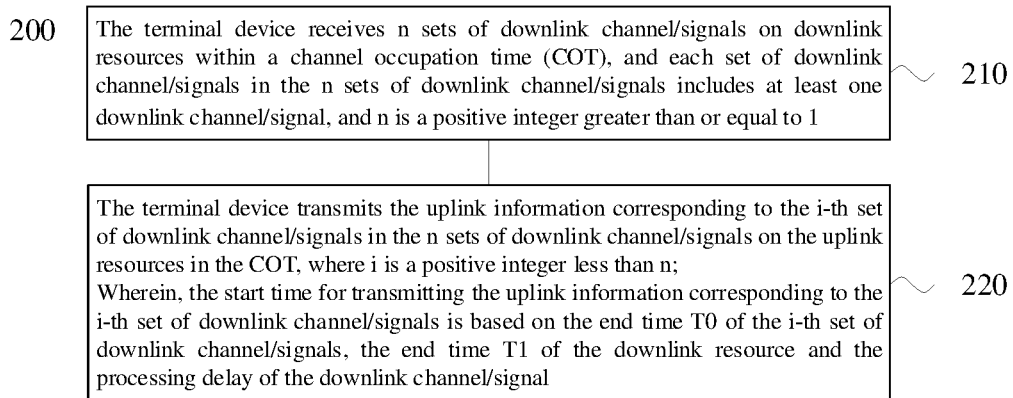 200
The terminal device receives n sets of downlink channel/signals on downlink
resources within a channel occupation time (COT), and each set of downlink
channel/signals in the n sets of downlink channel/signals includes at least one
downlink channel/signal, and n is a positive integer greater than or equal to 1
210
The terminal device transmits the uplink information corresponding to the i-th set
of downlink channel/signals in the n sets of downlink channel/signals on the uplink
resources in the COT, where i is a positive integer less than n;
Wherein, the start time for transmitting the uplink information corresponding to the
i-th set of downlink channel/signals is based on the end time T0 of the i-th set of
downlink channel/signals, the end time T1 of the downlink resource and the
processing delay of the downlink channel/signal
220